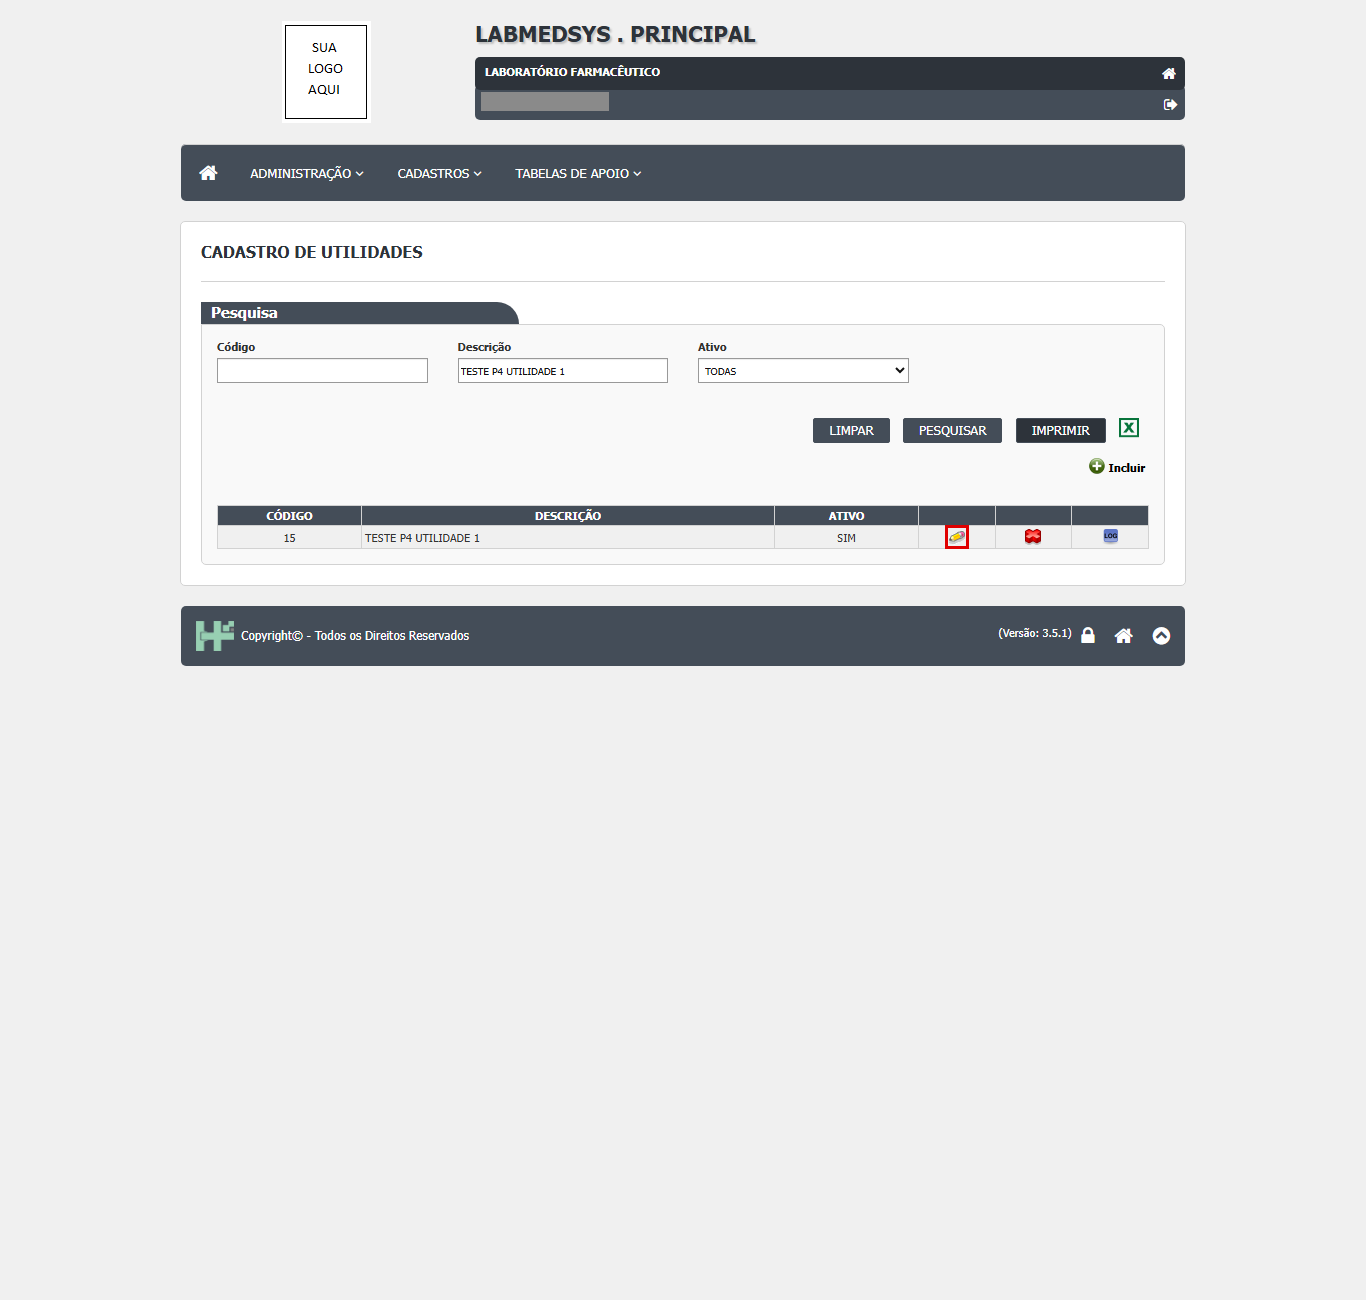 SUA
LOGO
AQUI
LABMEDSYS . PRINCIPAL
LABORATÓRIO FARMACÊUTICO
ADMINISTRAÇÃO CADASTROS TABELAS DE APOIO
CADASTRO DE UTILIDADES
Pesquisa
Código Descrição Ativo
TESTE P4 UTILIDADE 1 TODAS
LIMPAR PESQUISAR IMPRIMIR X
Incluir
CÓDIGO DESCRIÇÃO ATIVO
15 TESTE P4 UTILIDADE 1 SIM LOG
Copyright© - Todos os Direitos Reservados (Versão: 3.5.1)